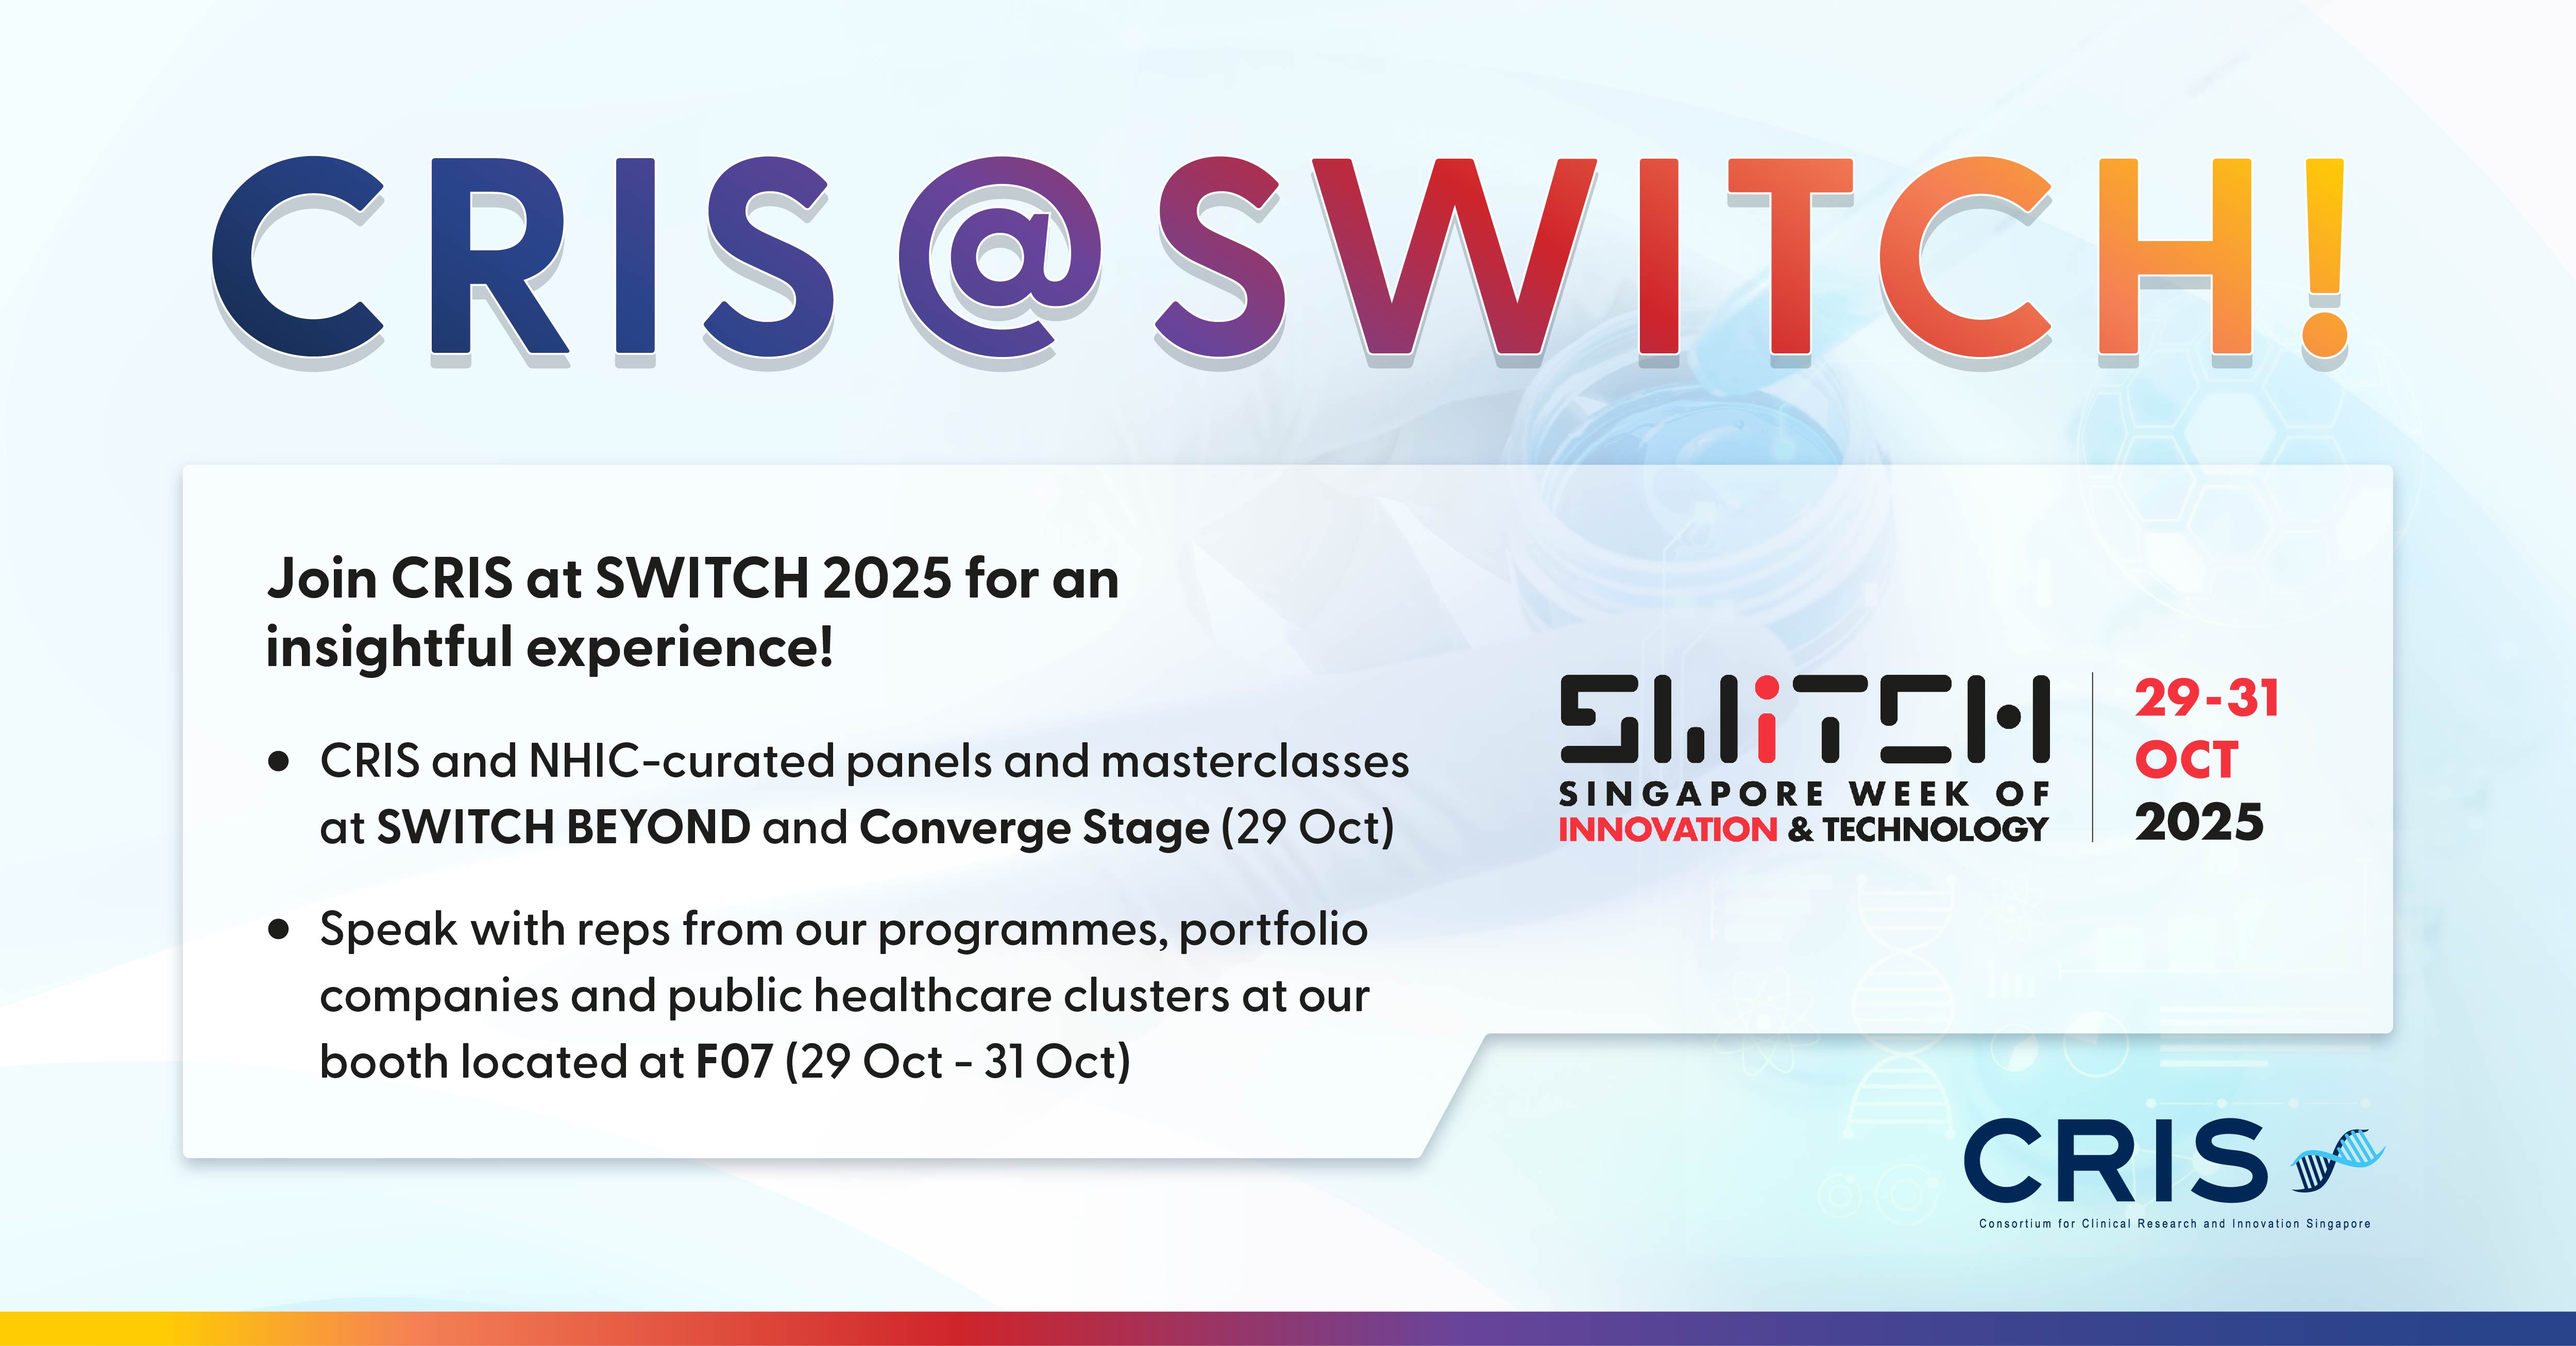 CRIS@SWITCH!
Join CRIS at SWITCH 2025 for an
insightful experience!
● CRIS and NHIC-curated panels and masterclasses
at SWITCH BEYOND and Converge Stage (29 Oct)
● Speak with reps from our programmes, portfolio
companies and public healthcare clusters at our
booth located at F07 (29 Oct - 31 Oct)
SWiTCH
SINGAPORE WEEK OF
INNOVATION & TECHNOLOGY
29-31
OCT
2025
CRIS
Consortium for Clinical Research and Innovation Singapore